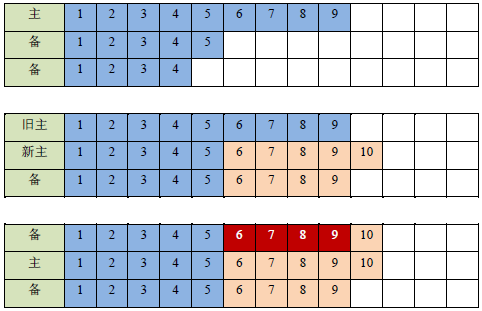 主 1 2 3 4 5 6 7 8 9
备 1 2 3 4 5
备 1 2 3 4
旧主 1 2 3 4 5 6 7 8 9
新主 1 2 3 4 5 6 7 8 9 10
备 1 2 3 4 5 6 7 8 9
备 1 2 3 4 5 6 7 8 9 10
主 1 2 3 4 5 6 7 8 9 10
备 1 2 3 4 5 6 7 8 9